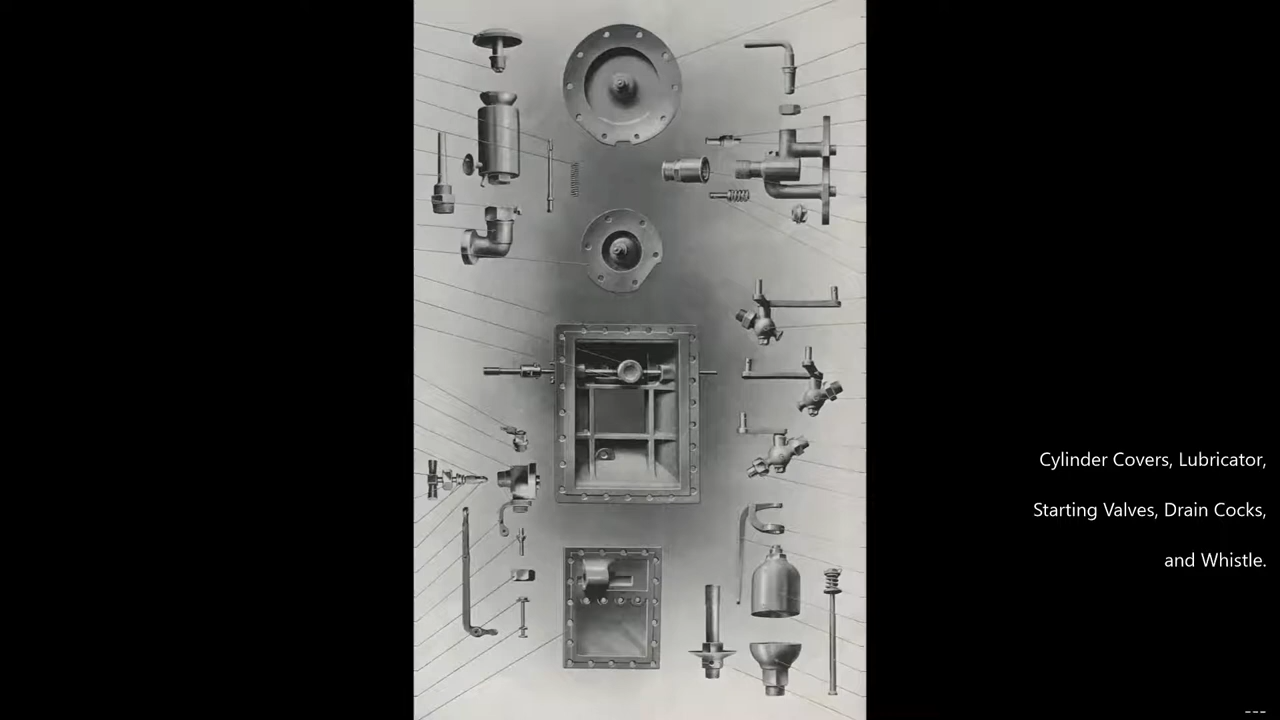 Cylinder Covers, Lubricator,
Starting Valves, Drain Cocks,
and Whistle.
---